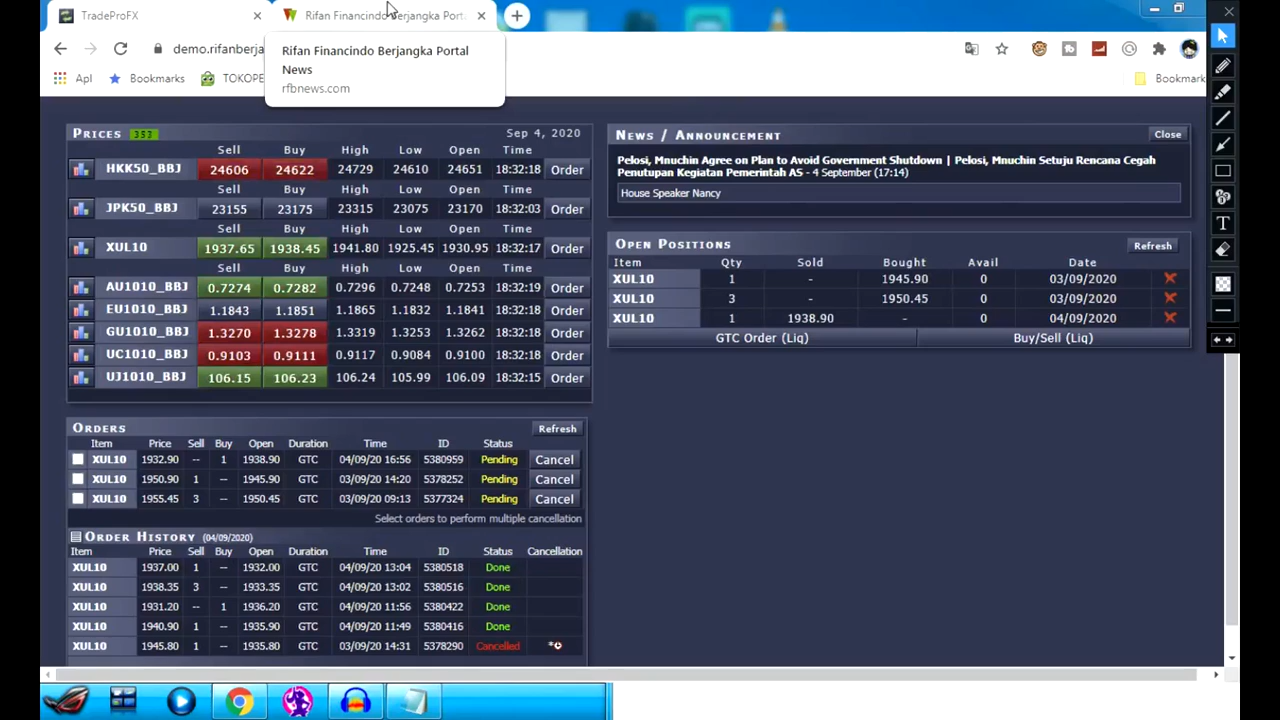 TradeProFX
Rifan Financindo Berjangka Port
demo.rifanberja
Rifan Financindo Berjangka Portal
News
rfbnews.com
Apl
Bookmarks
TOKOPE
Bookmark
PRICES 353 Sep 4, 2020
Sell Buy High Low Open Time
HKK50_BBJ 24606 24622 24729 24610 24651 18:32:18 Order
Sell Buy High Low Open Time
JPK50_BBJ 23155 23175 23315 23075 23170 18:32:03 Order
Sell Buy High Low Open Time
XUL10 1937.65 1938.45 1941.80 1925.45 1930.95 18:32:17 Order
Sell Buy High Low Open Time
AU1010_BBJ 0.7274 0.7282 0.7296 0.7248 0.7253 18:32:19 Order
EU1010_BBJ 1.1843 1.1851 1.1865 1.1832 1.1841 18:32:18 Order
GU1010_BBJ 1.3270 1.3278 1.3319 1.3253 1.3262 18:32:18 Order
UC1010_BBJ 0.9103 0.9111 0.9117 0.9084 0.9100 18:32:18 Order
UJ1010_BBJ 106.15 106.23 106.24 105.99 106.09 18:32:15 Order
NEWS / ANNOUNCEMENT Close
Pelosi, Mnuchin Agree on Plan to Avoid Government Shutdown | Pelosi, Mnuchin Setuju Rencana Cegah
Penutupan Kegiatan Pemerintah AS - 4 September (17:14)
House Speaker Nancy
OPEN POSITIONS Refresh
Item Qty Sold Bought Avail Date
XUL10 1 - 1945.90 0 03/09/2020
XUL10 3 - 1950.45 0 03/09/2020
XUL10 1 1938.90 - 0 04/09/2020
GTC Order (Liq) Buy/Sell (Liq)
ORDERS Refresh
Item Price Sell Buy Open Duration Time ID Status
XUL10 1932.90 -- 1 1938.90 GTC 04/09/20 16:56 5380959 Pending Cancel
XUL10 1950.90 1 -- 1945.90 GTC 03/09/20 14:20 5378252 Pending Cancel
XUL10 1955.45 3 -- 1950.45 GTC 03/09/20 09:13 5377324 Pending Cancel
Select orders to perform multiple cancellation
ORDER HISTORY (04/09/2020)
Item Price Sell Buy Open Duration Time ID Status Cancellation
XUL10 1937.00 1 -- 1932.00 GTC 04/09/20 13:04 5380518 Done
XUL10 1938.35 3 -- 1933.35 GTC 04/09/20 13:02 5380516 Done
XUL10 1931.20 -- 1 1936.20 GTC 04/09/20 11:56 5380422 Done
XUL10 1940.90 1 -- 1935.90 GTC 04/09/20 11:49 5380416 Done
XUL10 1945.80 1 -- 1935.80 GTC 03/09/20 14:31 5378290 Cancelled